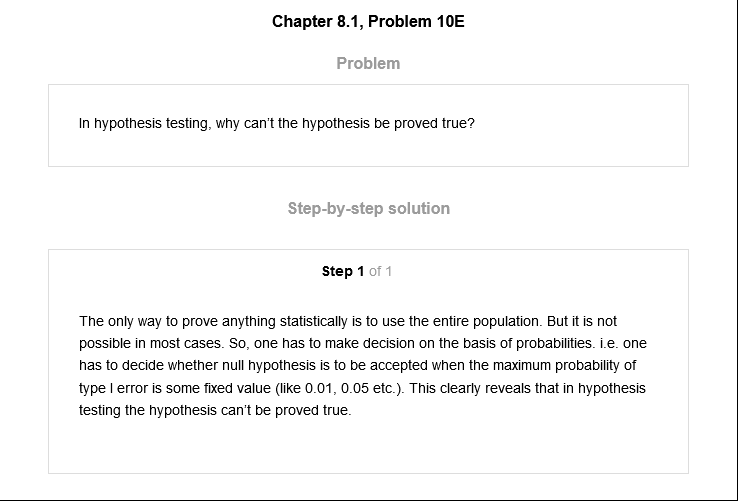 Chapter 8.1, Problem 10E
Problem
In hypothesis testing, why can't the hypothesis be proved true?
Step-by-step solution
Step 1 of 1
The only way to prove anything statistically is to use the entire population. But it is not
possible in most cases. So, one has to make decision on the basis of probabilities. i.e. one
has to decide whether null hypothesis is to be accepted when the maximum probability of
type I error is some fixed value (like 0.01, 0.05 etc.). This clearly reveals that in hypothesis
testing the hypothesis can't be proved true.